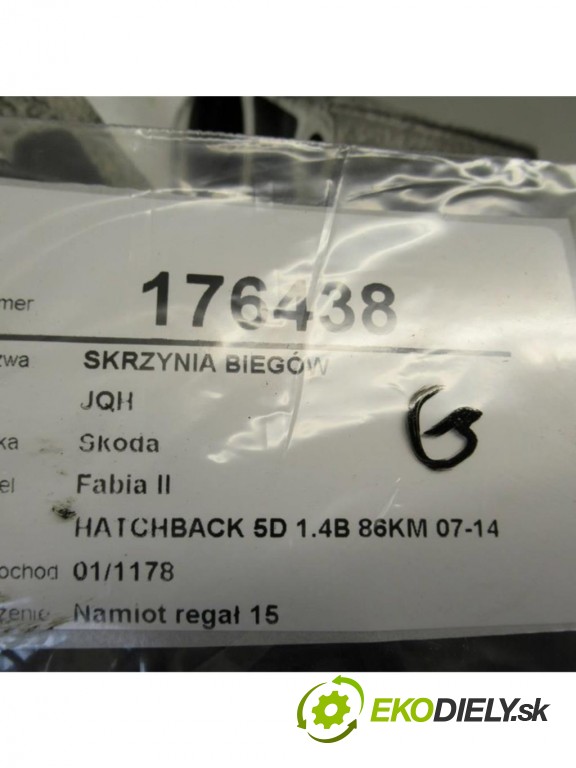 mer 176438
zwa SKRZYNIA BIEGÓW
JQH
ka Skoda
el Fabia II
HATCHBACK 5D 1.4B 86KM 07-14
ochod 01/1178
zenie Namiot regał 15
G
EKODIELY.sk